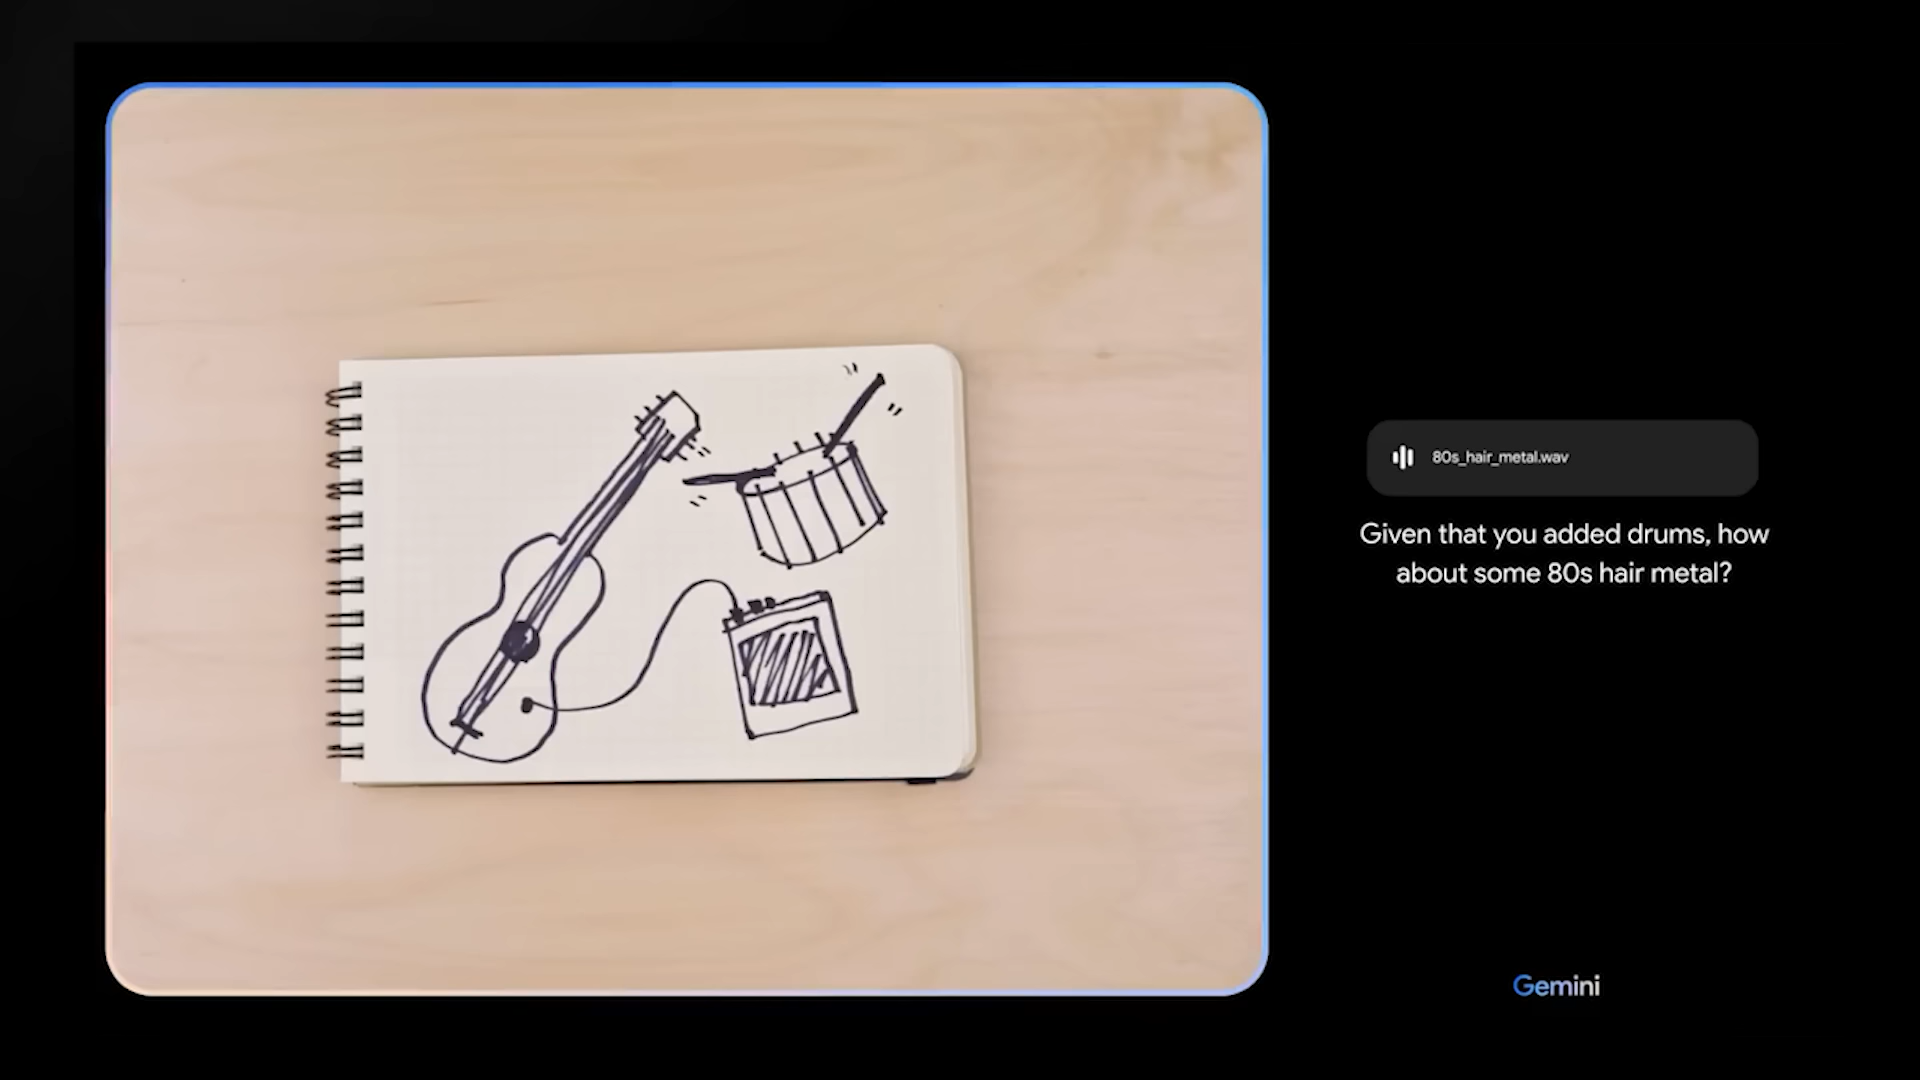 80s_hair_metal.wav
Given that you added drums, how
about some 80s hair metal?
Gemini